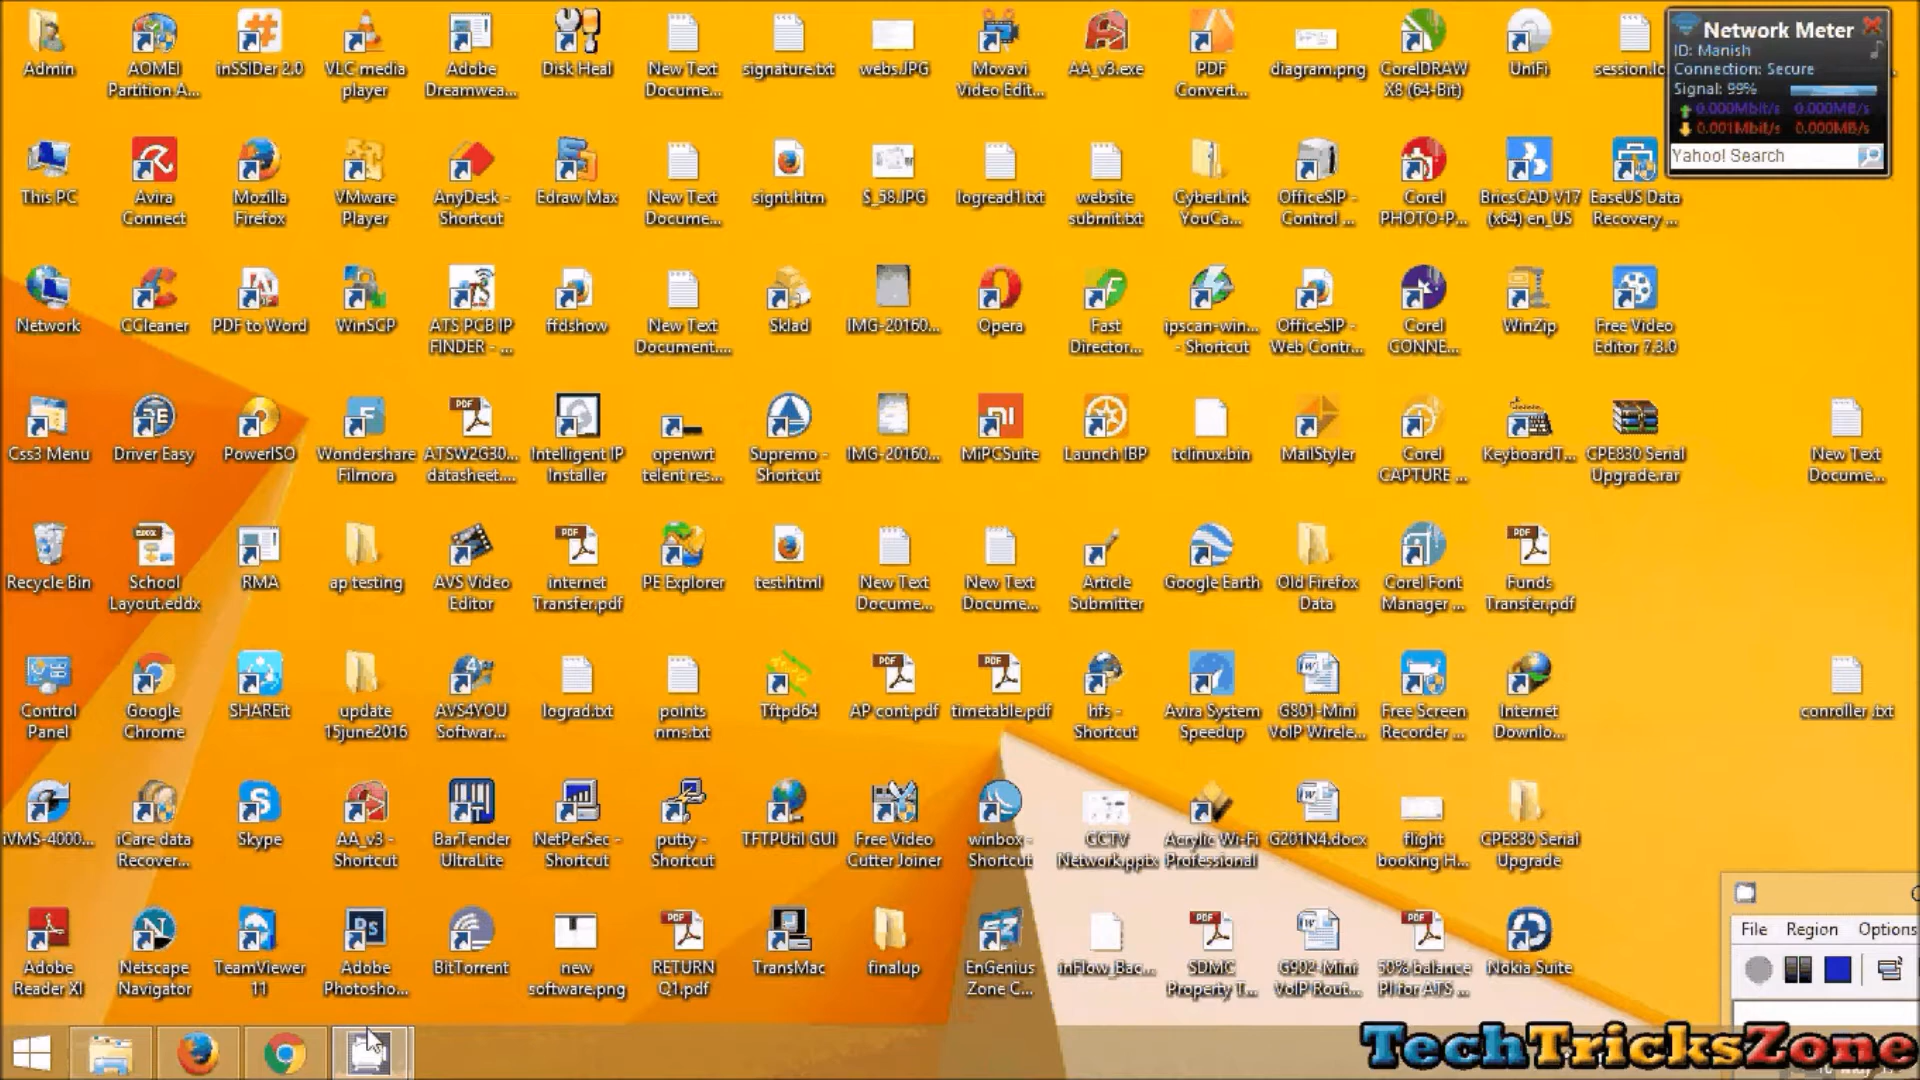 Admin
AOMEI
Partition A...
inSSIDer 2.0
VLC media
player
Adobe
Dreamwea...
Disk Heal
New Text
Docume...
signature.txt
webs.JPG
Movavi
Video Edit...
AA_v3.exe
PDF
Convert...
diagram.png
CorelDRAW
X8 (64-Bit)
UniFi
session.lo
Network Meter
ID: Manish
Connection: Secure
Signal: 99%
0.000Mbit/s 0.000MB/s
0.001Mbit/s 0.000MB/s
Yahoo! Search
This PC
Avira
Connect
Mozilla
Firefox
VMware
Player
AnyDesk -
Shortcut
Edraw Max
New Text
Docume...
signt.htm
S_58.JPG
logread1.txt
website
submit.txt
CyberLink
YouCa...
OfficeSIP -
Control ...
Corel
PHOTO-P...
BricsCAD V17
(x64) en_US
EaseUS Data
Recovery ...
Network
CCleaner
PDF to Word
WinSCP
ATS PCB IP
FINDER - ...
ffdshow
New Text
Document....
Sklad
IMG-20160...
Opera
Fast
Director...
ipscan-win...
- Shortcut
OfficeSIP -
Web Contr...
Corel
CONNE...
WinZip
Free Video
Editor 7.3.0
Css3 Menu
Driver Easy
PowerISO
Wondershare
Filmora
ATSW2G30...
datasheet....
Intelligent IP
Installer
openwrt
telent res...
Supremo -
Shortcut
IMG-20160...
MiPCSuite
Launch IBP
tclinux.bin
MailStyler
Corel
CAPTURE ...
KeyboardT...
CPE830 Serial
Upgrade.rar
New Text
Docume...
Recycle Bin
School
Layout.eddx
RMA
ap testing
AVS Video
Editor
internet
Transfer.pdf
PE Explorer
test.html
New Text
Docume...
New Text
Docume...
Article
Submitter
Google Earth
Old Firefox
Data
Corel Font
Manager ...
Funds
Transfer.pdf
Control
Panel
Google
Chrome
SHAREit
update
15june2016
AVS4YOU
Softwar...
lograd.txt
points
nms.txt
Tftpd64
AP cont.pdf
timetable.pdf
hfs -
Shortcut
Avira System
Speedup
G801-Mini
VoIP Wirele...
Free Screen
Recorder ...
Internet
Downlo...
conroller .txt
iVMS-4000...
iCare data
Recover...
Skype
AA_v3 -
Shortcut
BarTender
UltraLite
NetPerSec -
Shortcut
putty -
Shortcut
TFTPUtil GUI
Free Video
Cutter Joiner
winbox -
Shortcut
CCTV
Network.pptx
Acrylic Wi-Fi
Professional
G201N4.docx
flight
booking H...
CPE830 Serial
Upgrade
Adobe
Reader XI
Netscape
Navigator
TeamViewer
11
Adobe
Photosho...
BitTorrent
new
software.png
RETURN
Q1.pdf
TransMac
finalup
EnGenius
Zone C...
inFlow_Bac...
SDMC
Property T...
G902-Mini
VoIP Rout...
50% balance
PI for ATS ...
Nokia Suite
File Region Options
TechTricksZone